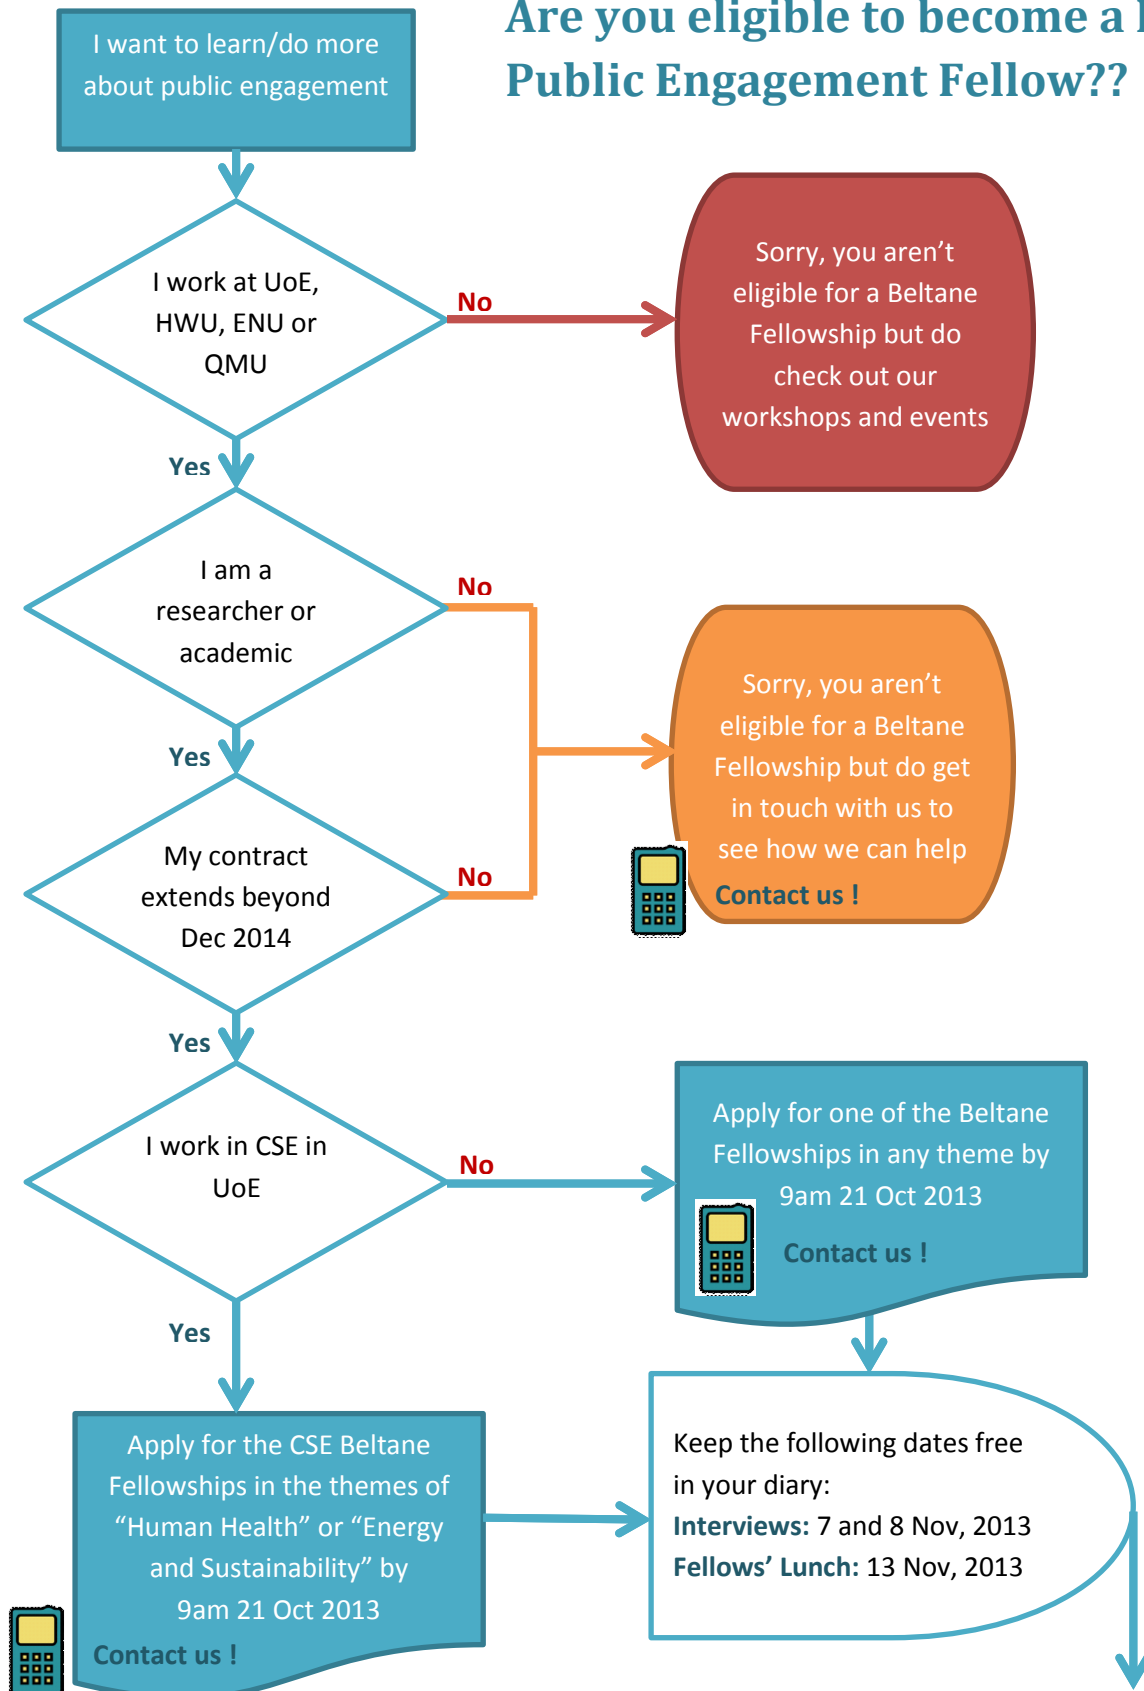 Are you eligible to become a
Public Engagement Fellow??
I want to learn/do more
about public engagement
I work at UoE,
HWU, ENU or
QMU
No
Sorry, you aren’t
eligible for a Beltane
Fellowship but do
check out our
workshops and events
Yes
I am a
researcher or
academic
No
Sorry, you aren’t
eligible for a Beltane
Fellowship but do get
in touch with us to
see how we can help
Contact us !
Yes
My contract
extends beyond
Dec 2014
No
Yes
I work in CSE in
UoE
No
Apply for one of the Beltane
Fellowships in any theme by
9am 21 Oct 2013
Contact us !
Yes
Apply for the CSE Beltane
Fellowships in the themes of
“Human Health” or “Energy
and Sustainability” by
9am 21 Oct 2013
Contact us !
Keep the following dates free
in your diary:
Interviews: 7 and 8 Nov, 2013
Fellows’ Lunch: 13 Nov, 2013